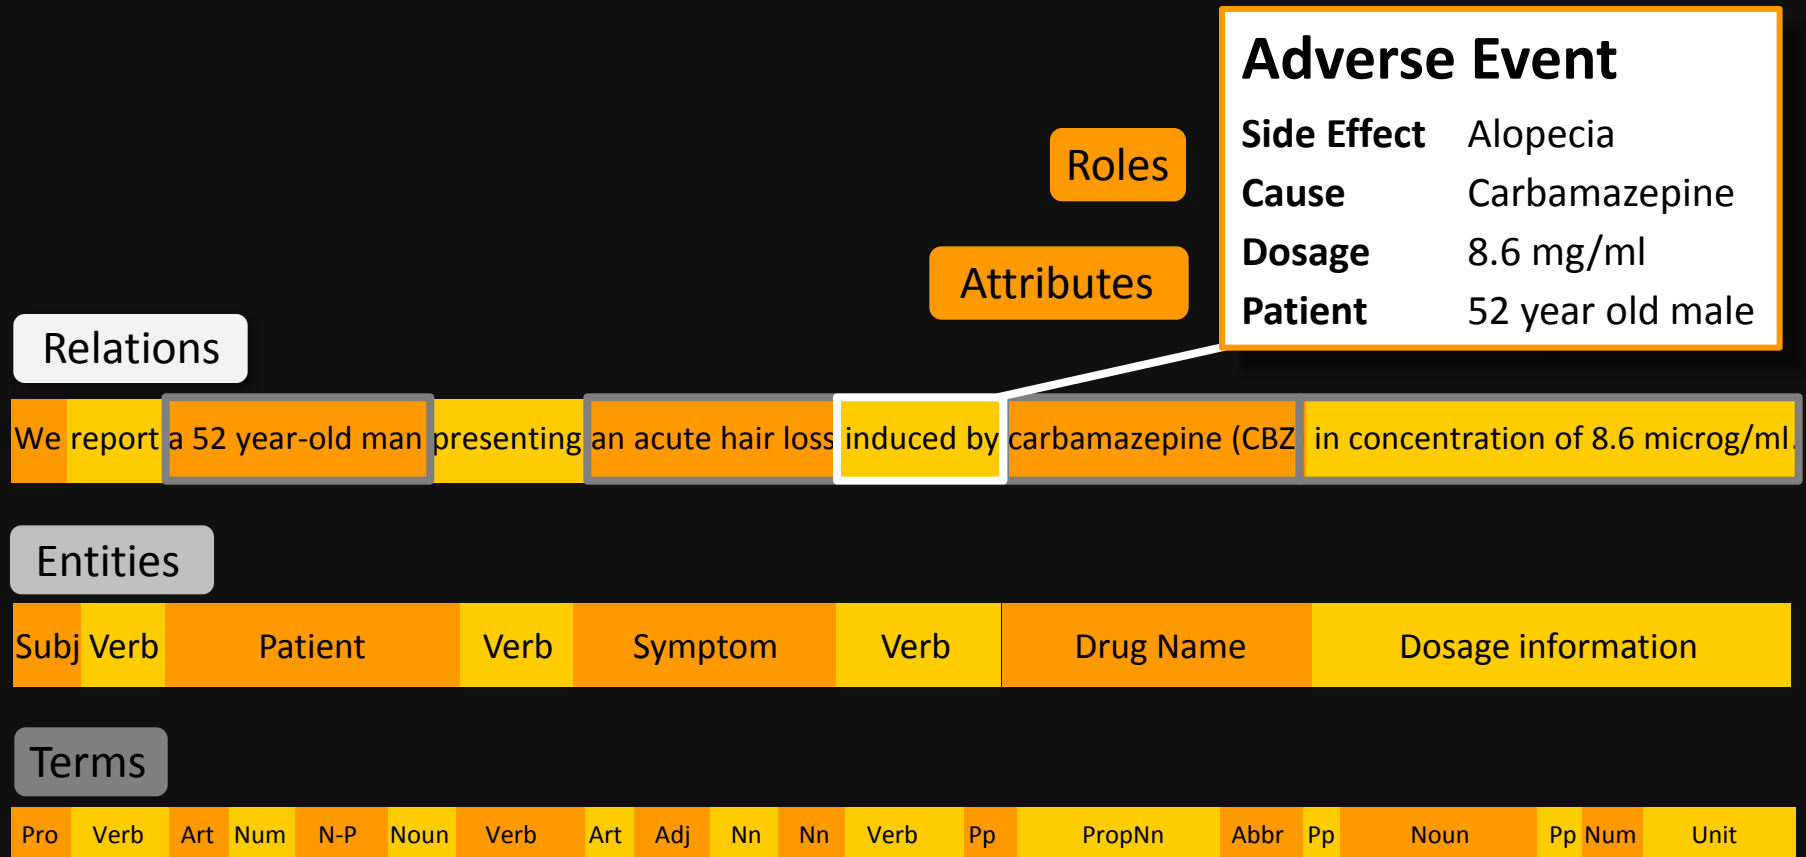 Adverse Event
Side Effect Alopecia
Cause Carbamazepine
Dosage 8.6 mg/ml
Patient 52 year old male
Roles
Attributes
Relations
We report a 52 year-old man presenting an acute hair loss induced by carbamazepine (CBZ in concentration of 8.6 microg/ml.
Entities
Subj Verb Patient Verb Symptom Verb Drug Name Dosage information
Terms
Pro Verb Art Num N-P Noun Verb Art Adj Nn Nn Verb Pp PropNn Abbr Pp Noun Pp Num Unit